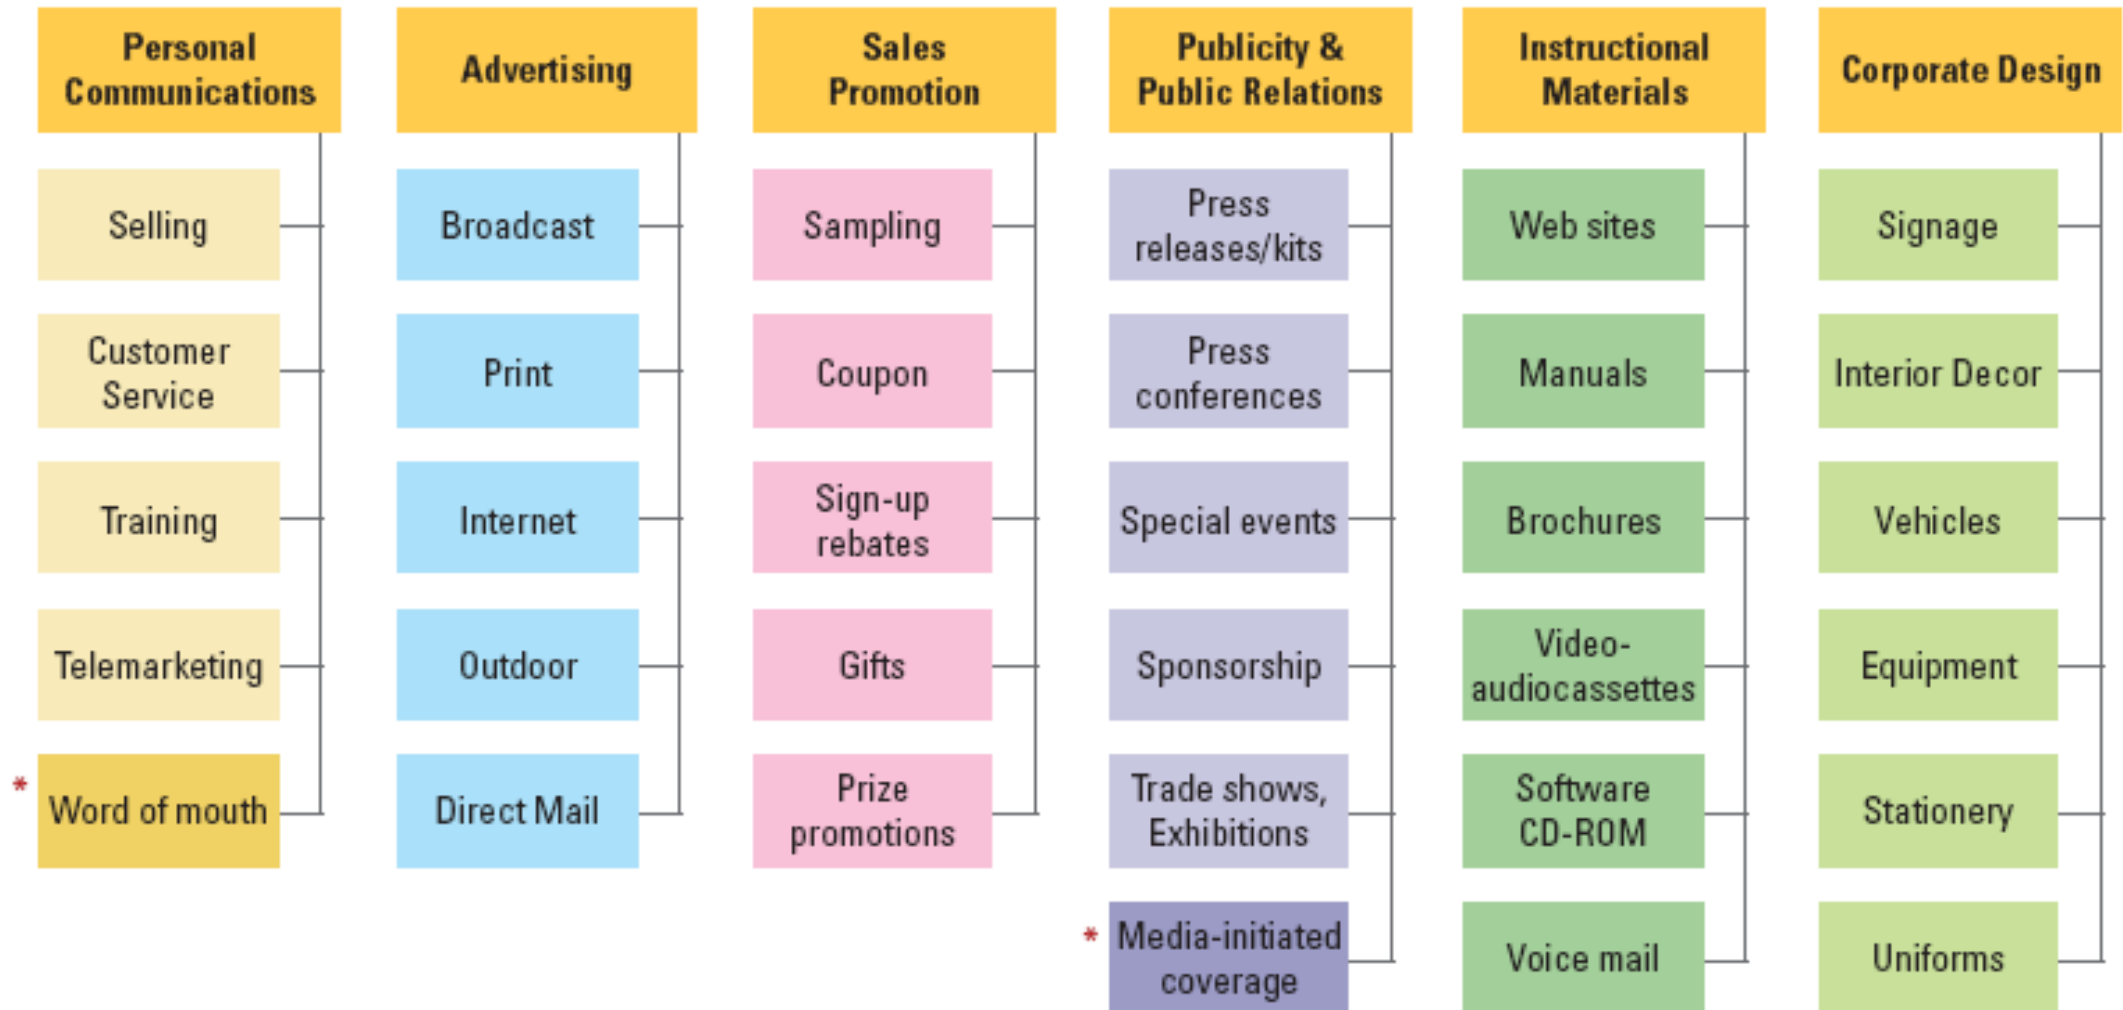 Personal
Communications
Selling
Customer
Service
Training
Telemarketing
*
Word of mouth
Advertising
Broadcast
Print
Internet
Outdoor
Direct Mail
Sales
Promotion
Sampling
Coupon
Sign-up
rebates
Gifts
Prize
promotions
Publicity &
Public Relations
Press
releases/kits
Press
conferences
Special events
Sponsorship
Trade shows,
Exhibitions
*
Media-initiated
coverage
Instructional
Materials
Web sites
Manuals
Brochures
Video-
audiocassettes
Software
CD-ROM
Voice mail
Corporate Design
Signage
Interior Decor
Vehicles
Equipment
Stationery
Uniforms